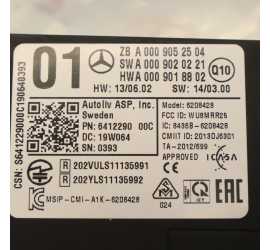 01
ZB A 000 905 25 04
SWA 000 902 02 21
HWA 000 901 88 02
Q10
HW: 13/06.02 SW: 14/03.00
CSN: S641229000C190640393
Autoliv ASP, Inc.
Sweden
PN: 6412290 00C
DC: 19W064
SN: 0393
Model: 6208428
FCC ID: WU8MRR25
IC: 8436B-6208428
CMIIT ID: 2013DJ6301
TA-2012/699
ICASA
202VULS11135991
202YLS11135992
R
R
MSIP-CMI-A1K-6208428
024
EAC